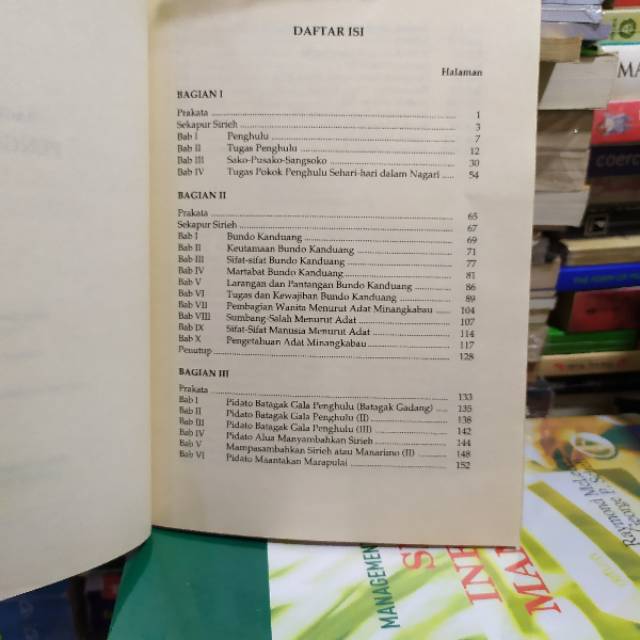 DAFTAR ISI
Halaman
BAGIAN I
Prakata 1
Sekapur Sirieh 3
Bab I Penghulu 7
Bab II Tugas Penghulu 12
Bab III Sako-Pusako-Sangsoko 30
Bab IV Tugas Pokok Penghulu Sehari-hari dalam Nagari 54
BAGIAN II
Prakata 65
Sekapur Sirieh 67
Bab I Bundo Kanduang 69
Bab II Keutamaan Bundo Kanduang 71
Bab III Sifat-sifat Bundo Kanduang 77
Bab IV Martabat Bundo Kanduang 81
Bab V Larangan dan Pantangan Bundo Kanduang 86
Bab VI Tugas dan Kewajiban Bundo Kanduang 89
Bab VII Pembagian Wanita Menurut Adat Minangkabau 104
Bab VIII Sumbang Salah Menurut Adat 107
Bab IX Sifat-Sifat Manusia Menurut Adat 114
Bab X Pengetahuan Adat Minangkabau 117
Penutup 128
BAGIAN III
Prakata 133
Bab I Pidato Batagak Gala Penghulu (Batagak Gadang) 135
Bab II Pidato Batagak Gala Penghulu (II) 138
Bab III Pidato Batagak Gala Penghulu (III) 142
Bab IV Pidato Alua Manyambahkan Sirieh 144
Bab V Mampasambahkan Sirieh atau Manarimo (II) 148
Bab VI Pidato Maantakan Marapulai 152
MANAGEMENT